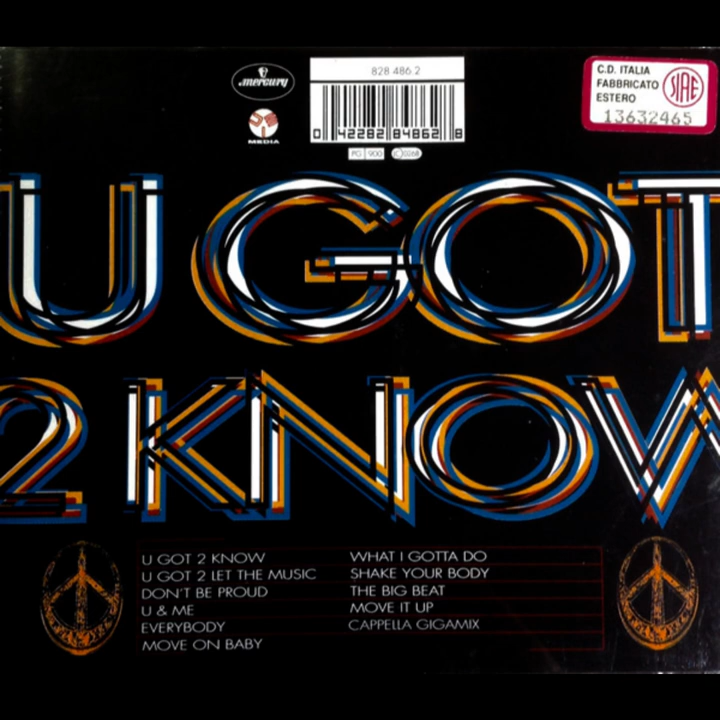 mercury
828 486.2
0 42282 84862 8
MEDIA
PG 900
C.D. ITALIA
FABBRICATO
ESTERO
SIAE
13632465
U GOT
2 KNOW
U GOT 2 KNOW
U GOT 2 LET THE MUSIC
DON'T BE PROUD
U & ME
EVERYBODY
MOVE ON BABY
WHAT I GOTTA DO
SHAKE YOUR BODY
THE BIG BEAT
MOVE IT UP
CAPPELLA GIGAMIX